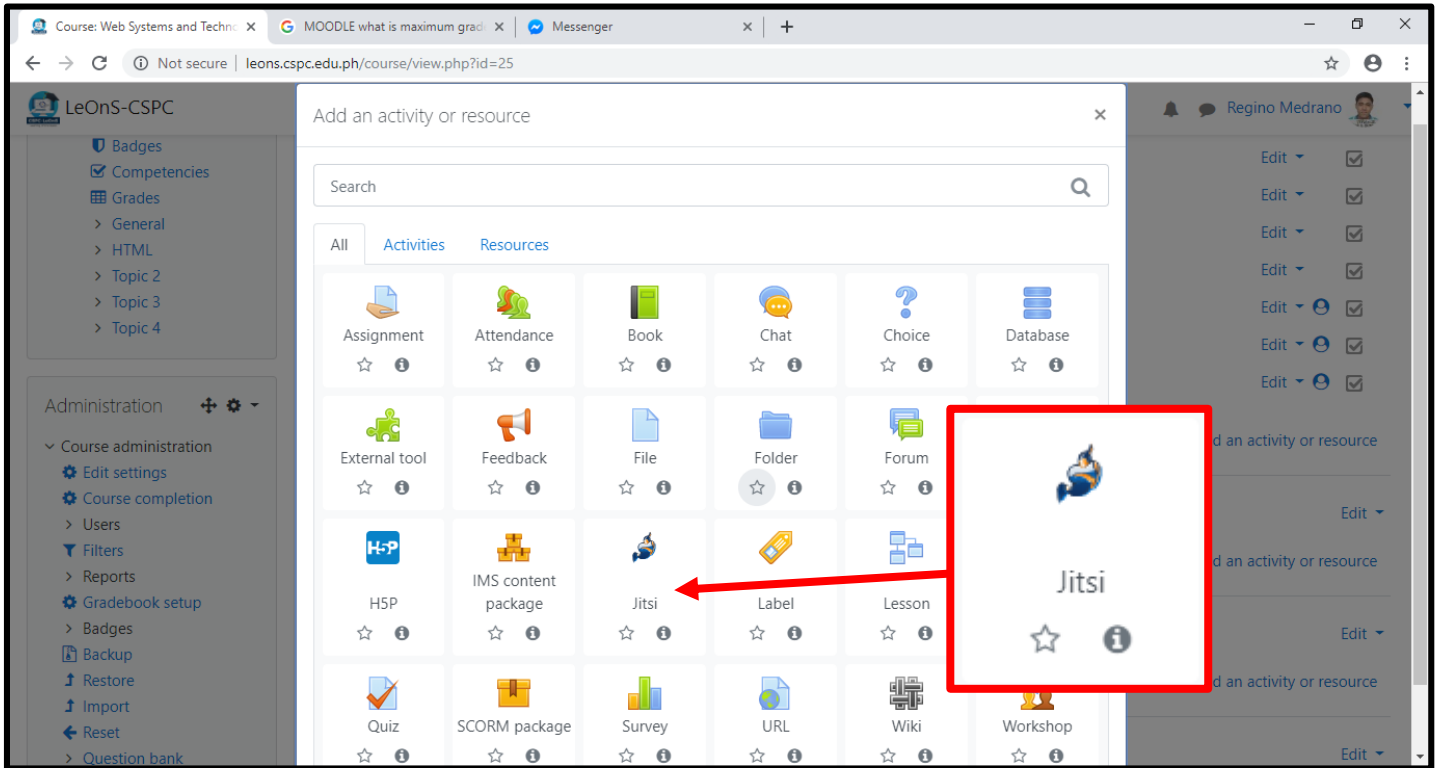 Course: Web Systems and Techn
MOODLE what is maximum grad
Messenger
Not secure | leons.cspc.edu.ph/course/view.php?id=25
LeOnS-CSPC
Regino Medrano
Badges
Competencies
Grades
General
HTML
Topic 2
Topic 3
Topic 4
Administration
Course administration
Edit settings
Course completion
Users
Filters
Reports
Gradebook setup
Badges
Backup
Restore
Import
Reset
Question bank
Add an activity or resource
Search
All Activities Resources
Assignment Attendance Book Chat Choice Database
External tool Feedback File Folder Forum
H5P
H5P IMS content package Jitsi Label Lesson
Quiz SCORM package Survey URL Wiki Workshop
Jitsi
Edit
Edit
Edit
Edit
Edit
Edit
Edit
d an activity or resource
Edit
d an activity or resource
Edit
d an activity or resource
Edit